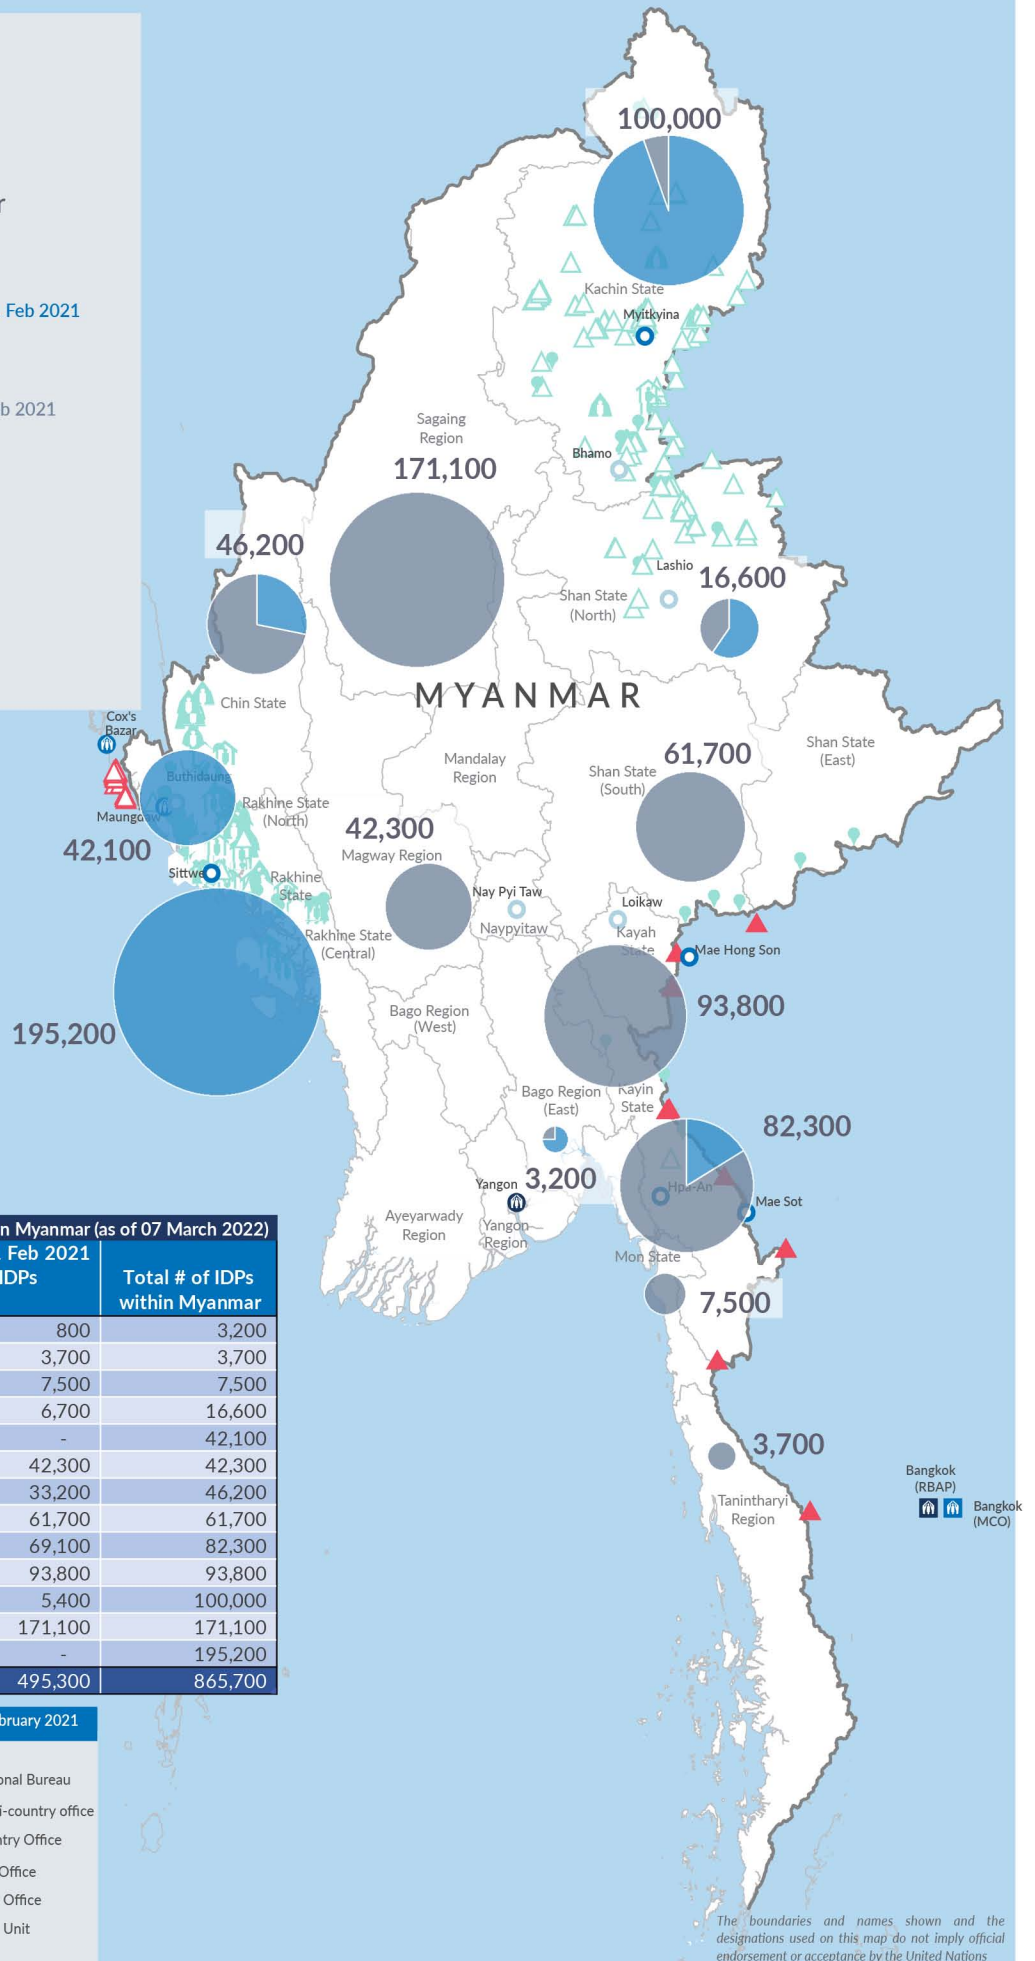 r
Feb 2021
b 2021
100,000
Kachin State
Myitkyina
Sagaing
Region
171,100
Bhamo
46,200
Lashio
16,600
Shan State
(North)
MYANMAR
Chin State
Cox's
Bazar
Buthidaung
Maungdaw
Rakhine State
(North)
42,100
Sittwe
Rakhine
State
Mandalay
Region
61,700
Shan State
(South)
Shan State
(East)
42,300
Magway Region
Nay Pyi Taw
Naypyitaw
Loikaw
Kayah
State
Mae Hong Son
Rakhine State
(Central)
195,200
93,800
Bago Region
(West)
Bago Region
(East)
Kayin
State
82,300
3,200
Yangon
Hpa-An
Mae Sot
Ayeyarwady
Region
Yangon
Region
Mon State
7,500
3,700
Tanintharyi
Region
Bangkok
(RBAP)
Bangkok
(MCO)
n Myanmar (as of 07 March 2022)
Feb 2021
IDPs
Total # of IDPs
within Myanmar
800 3,200
3,700 3,700
7,500 7,500
6,700 16,600
- 42,100
42,300 42,300
33,200 46,200
61,700 61,700
69,100 82,300
93,800 93,800
5,400 100,000
171,100 171,100
- 195,200
495,300 865,700
bruary 2021
onal Bureau
i-country office
ntry Office
Office
Office
Unit
The boundaries and names shown and the
designations used on this map do not imply official
endorsement or acceptance by the United Nations